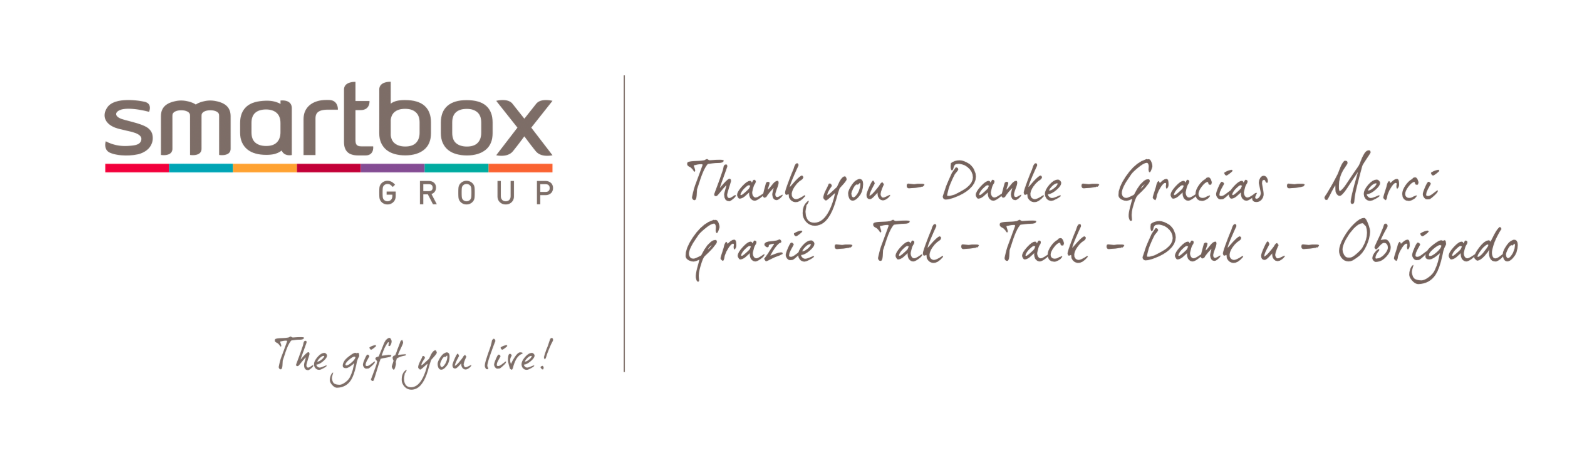 smartbox
GROUP
The gift you live!
Thank you – Danke – Gracias – Merci
Grazie – Tak – Tack – Dank u – Obrigado